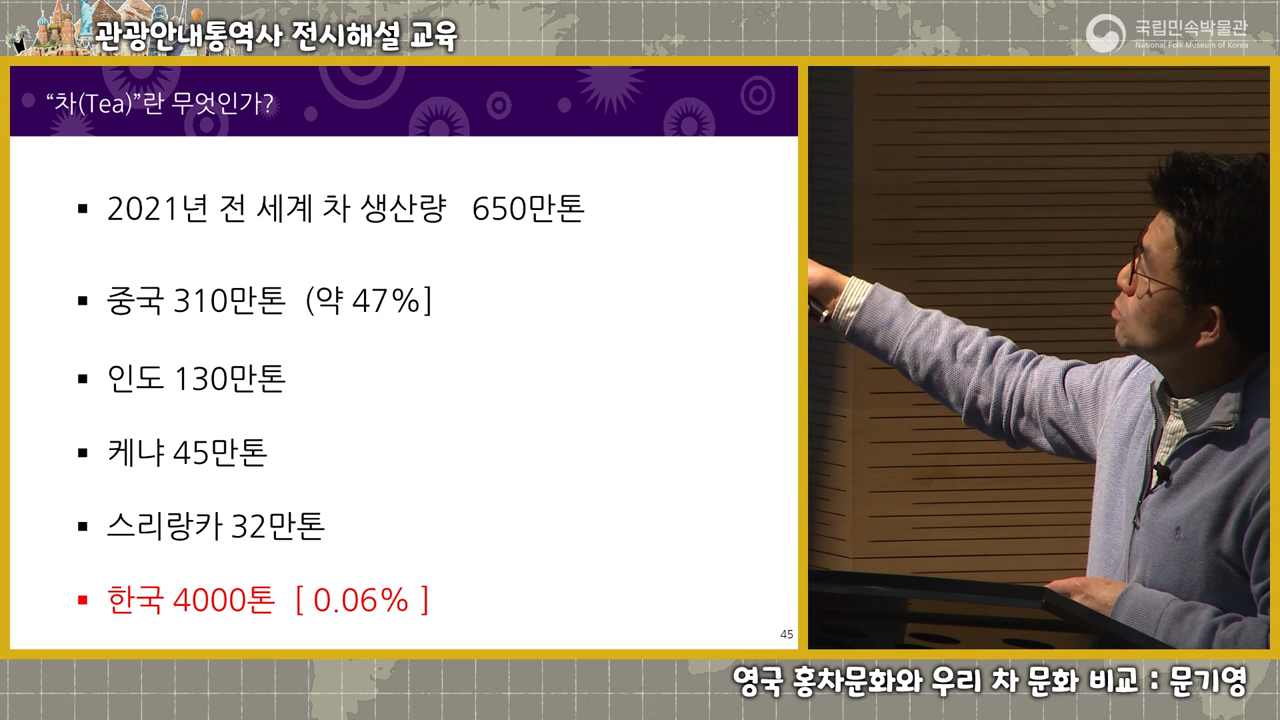 관광안내통역사 전시해설 교육
국립민속박물관
National Folk Museum of Korea
“차(Tea)”란 무엇인가?
▪ 2021년 전 세계 차 생산량 650만톤
▪ 중국 310만톤 (약 47%]
▪ 인도 130만톤
▪ 케냐 45만톤
▪ 스리랑카 32만톤
▪ 한국 4000톤 [ 0.06% ]
45
영국 홍차문화와 우리 차 문화 비교 : 문기영